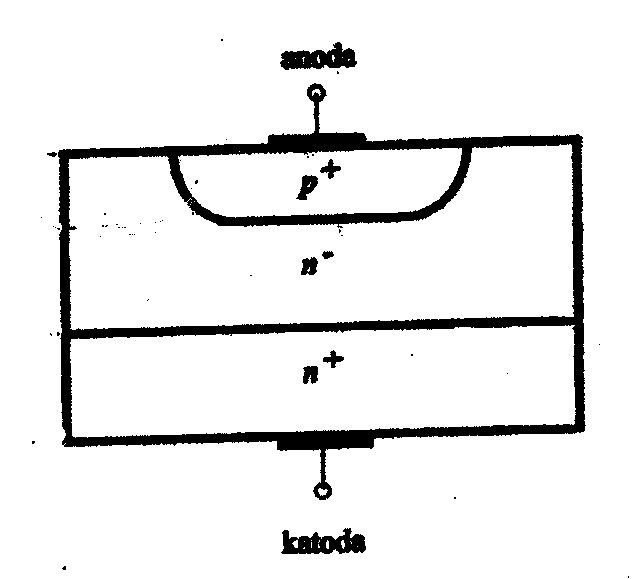 anoda
p+
n-
n+
katoda